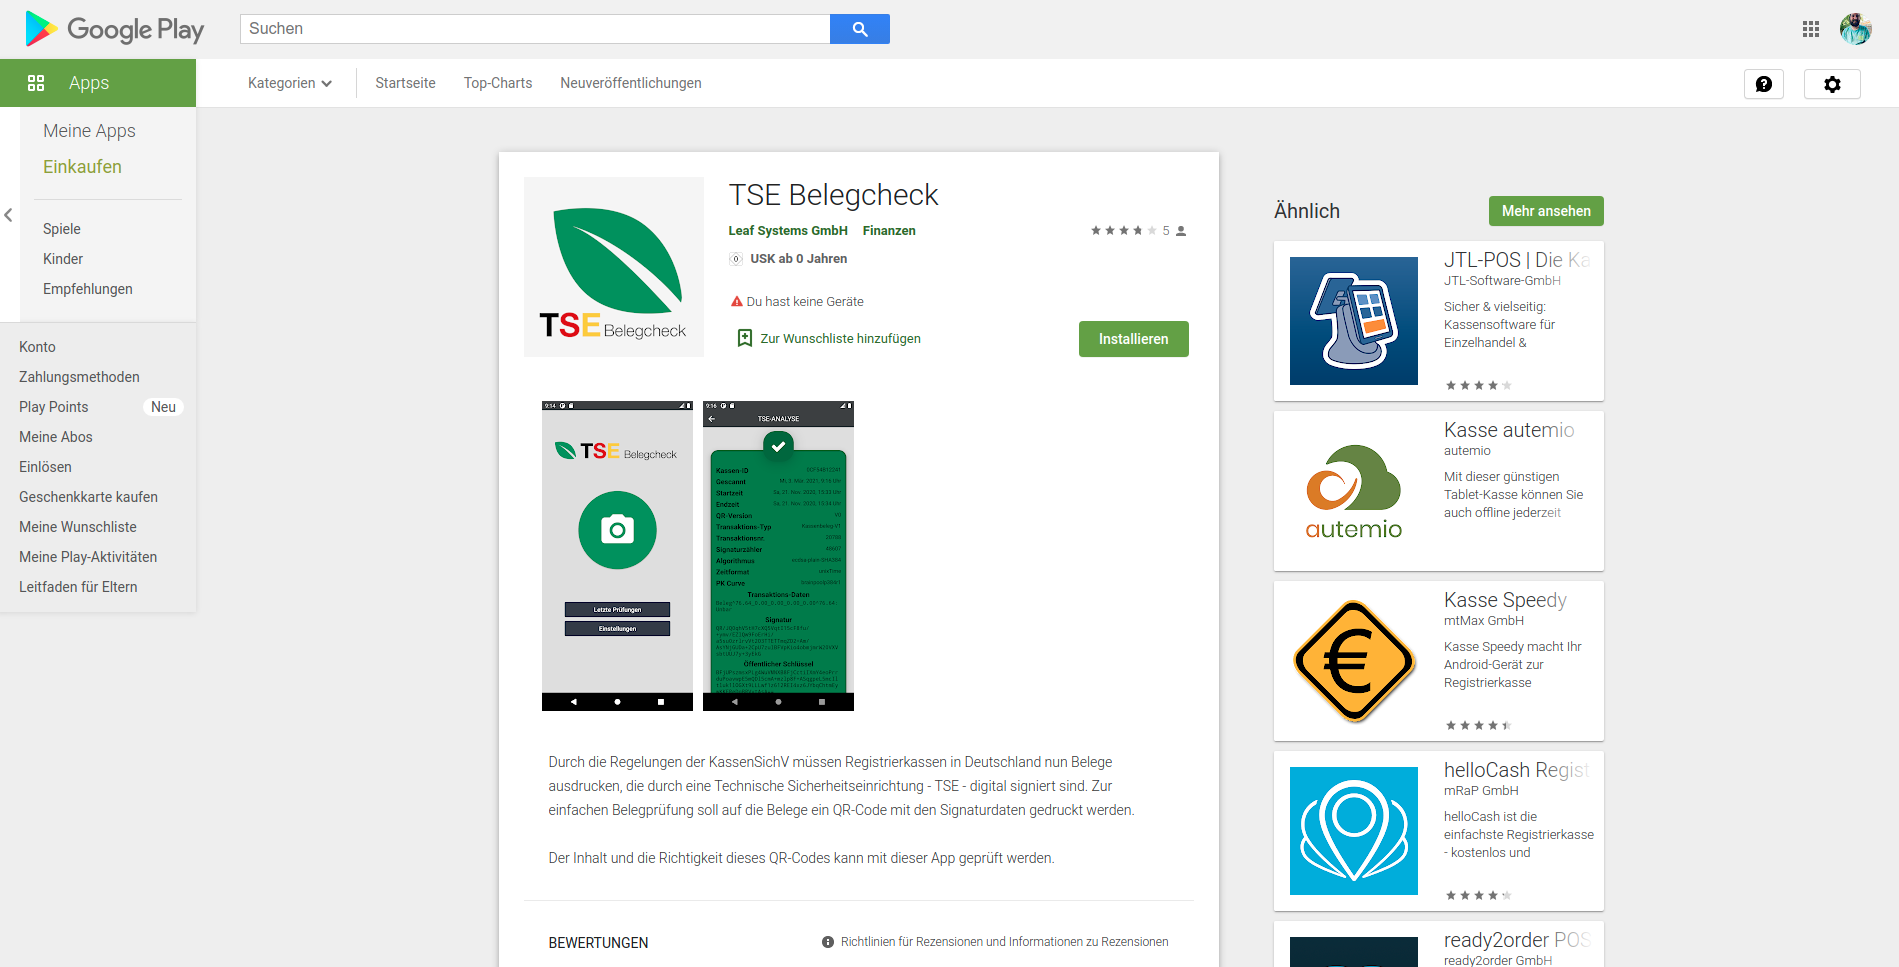 Google Play
Suchen
Apps
Kategorien
Startseite
Top-Charts
Neuveröffentlichungen
Meine Apps
Einkaufen
Spiele
Kinder
Empfehlungen
Konto
Zahlungsmethoden
Play Points Neu
Meine Abos
Einlösen
Geschenkkarte kaufen
Meine Wunschliste
Meine Play-Aktivitäten
Leitfaden für Eltern
TSE Belegcheck
TSE Belegcheck
Leaf Systems GmbH Finanzen
5
USK ab 0 Jahren
Du hast keine Geräte
Zur Wunschliste hinzufügen
Installieren
9:14
TSE Belegcheck
Letzte Prüfungen
Einstellungen
9:16
TSE-ANALYSE
Kassen-ID
Gescannt
Startzeit
Endzeit
QR-Version
Transaktions-Typ
Transaktionsnr.
Signaturzähler
Algorithmus
Zeitformat
PK Curve
Transaktions-Daten
Signatur
Öffentlicher Schlüssel
Durch die Regelungen der KassenSichV müssen Registrierkassen in Deutschland nun Belege
ausdrucken, die durch eine Technische Sicherheitseinrichtung - TSE - digital signiert sind. Zur
einfachen Belegprüfung soll auf die Belege ein QR-Code mit den Signaturdaten gedruckt werden.
Der Inhalt und die Richtigkeit dieses QR-Codes kann mit dieser App geprüft werden.
BEWERTUNGEN
Richtlinien für Rezensionen und Informationen zu Rezensionen
Ähnlich
Mehr ansehen
JTL-POS | Die Ka
JTL-Software-GmbH
Sicher & vielseitig:
Kassensoftware für
Einzelhandel &
autemio
Kasse autemio
autemio
Mit dieser günstigen
Tablet-Kasse können Sie
auch offline jederzeit
€
Kasse Speedy
mtMax GmbH
Kasse Speedy macht Ihr
Android-Gerät zur
Registrierkasse
helloCash Regist
mRaP GmbH
helloCash ist die
einfachste Registrierkasse
- kostenlos und
ready2order POS
ready2order GmbH